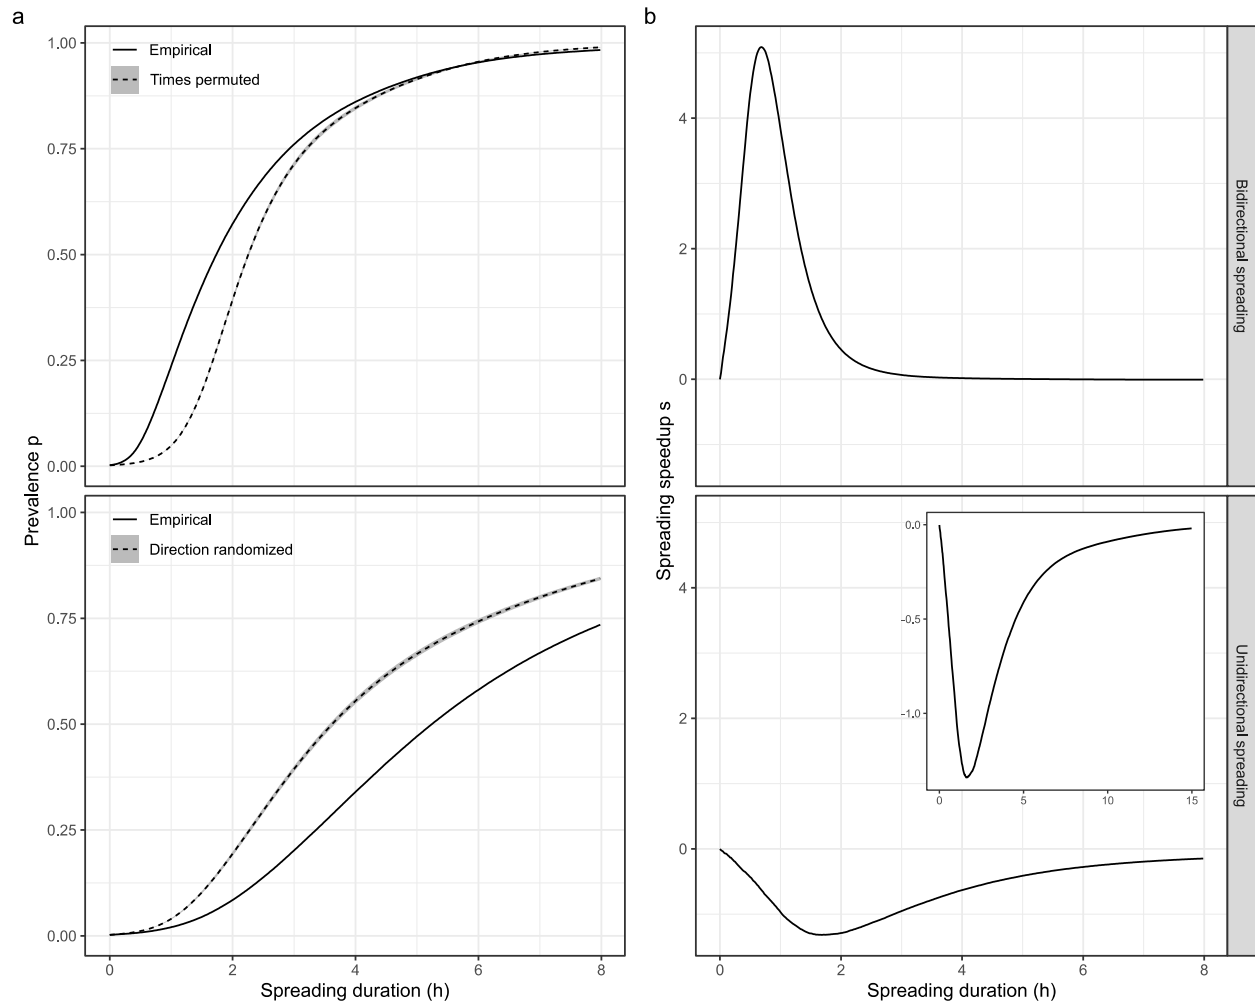 a
b
Prevalence p
1.00
0.75
0.50
0.25
0.00
Empirical
Times permuted
1.00
0.75
0.50
0.25
0.00
Empirical
Direction randomized
0
2
4
6
8
Spreading duration (h)
Spreading speedup s
4
2
0
Bidirectional spreading
4
2
0
0.0
−0.5
−1.0
0
5
10
15
Unidirectional spreading
0
2
4
6
8
Spreading duration (h)